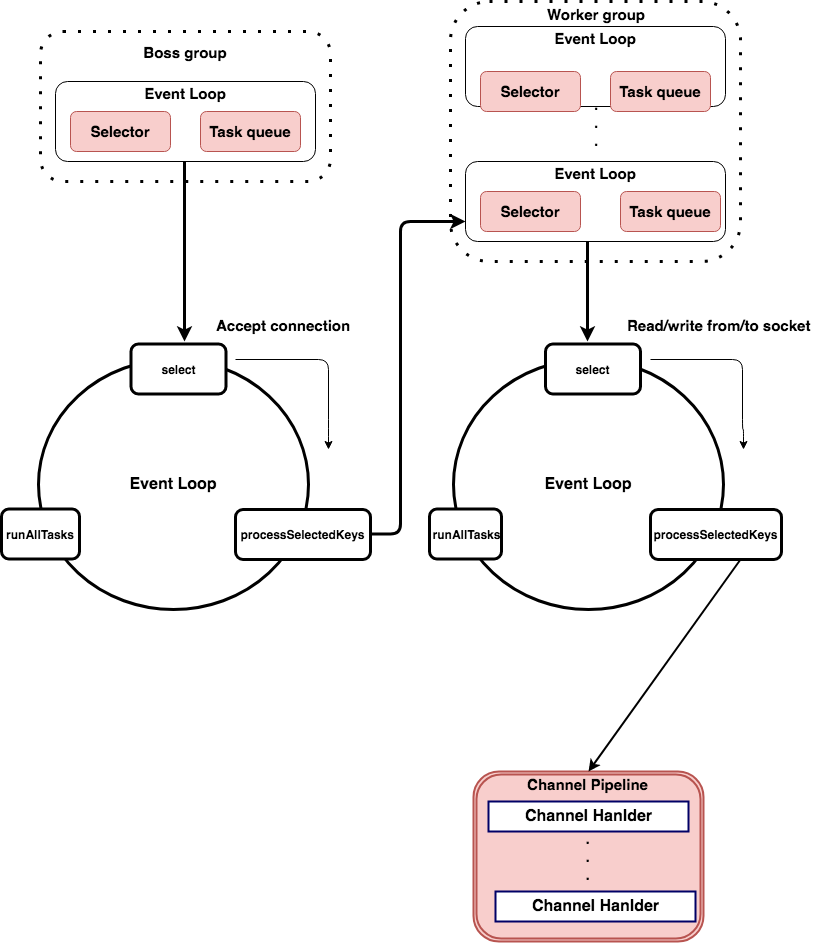 Boss group
Event Loop
Selector
Task queue
Worker group
Event Loop
Selector
Task queue
Event Loop
Selector
Task queue
Accept connection
select
Event Loop
runAllTasks
processSelectedKeys
Read/write from/to socket
select
Event Loop
runAllTasks
processSelectedKeys
Channel Pipeline
Channel Hanlder
Channel Hanlder